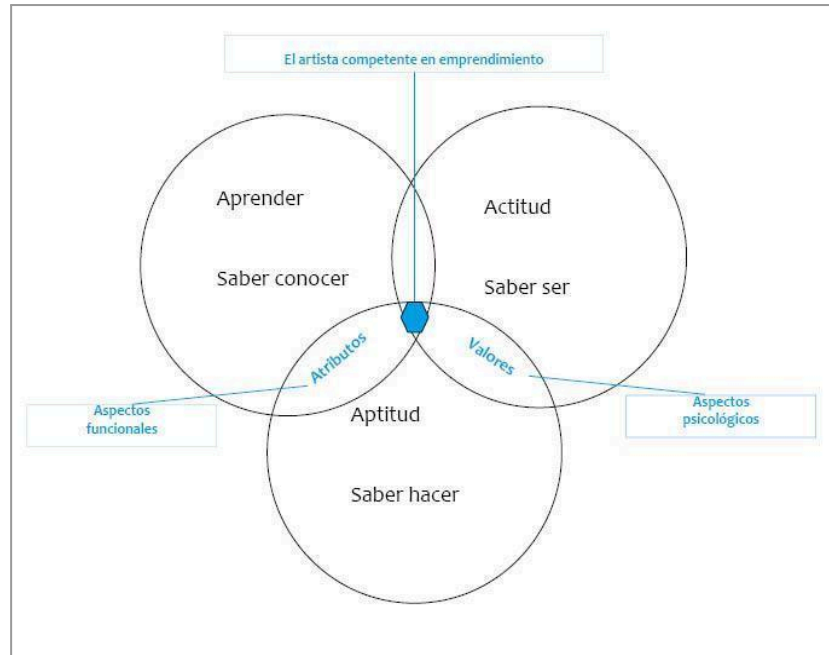 El artista competente en emprendimiento
Aprender
Actitud
Saber conocer
Saber ser
Atributos
Valores
Aspectos
funcionales
Aptitud
Aspectos
psicológicos
Saber hacer